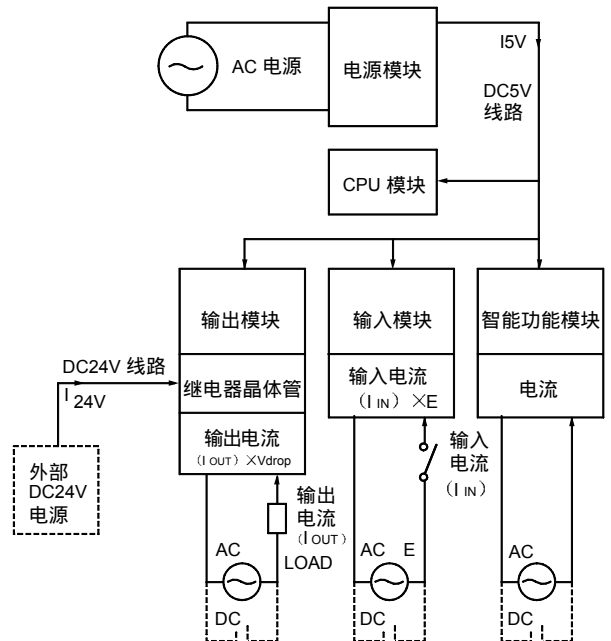 AC 电源
电源模块
I5V
DC5V
线路
CPU 模块
输出模块
输入模块
智能功能模块
DC24V 线路
I 24V
继电器晶体管
输入电流
(I IN) ×E
电流
输出电流
(I OUT) ×Vdrop
外部
DC24V
电源
输出
电流
(I OUT)
LOAD
输入
电流
(I IN)
AC
DC
AC E
DC
AC
DC